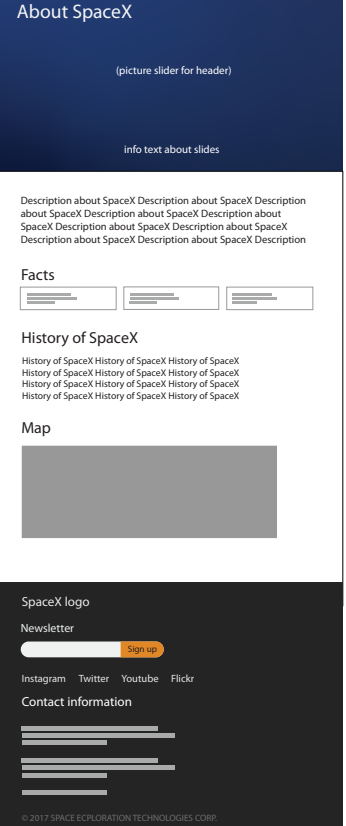 About SpaceX
(picture slider for header)
info text about slides
Description about SpaceX Description about SpaceX Description
about SpaceX Description about SpaceX Description about
SpaceX Description about SpaceX Description about SpaceX
Description about SpaceX Description about SpaceX Description
Facts
History of SpaceX
History of SpaceX History of SpaceX History of SpaceX
History of SpaceX History of SpaceX History of SpaceX
History of SpaceX History of SpaceX History of SpaceX
History of SpaceX History of SpaceX History of SpaceX
Map
SpaceX logo
Newsletter
Sign up
Instagram Twitter Youtube Flickr
Contact information
© 2017 SPACE ECPLORATION TECHNOLOGIES CORP.